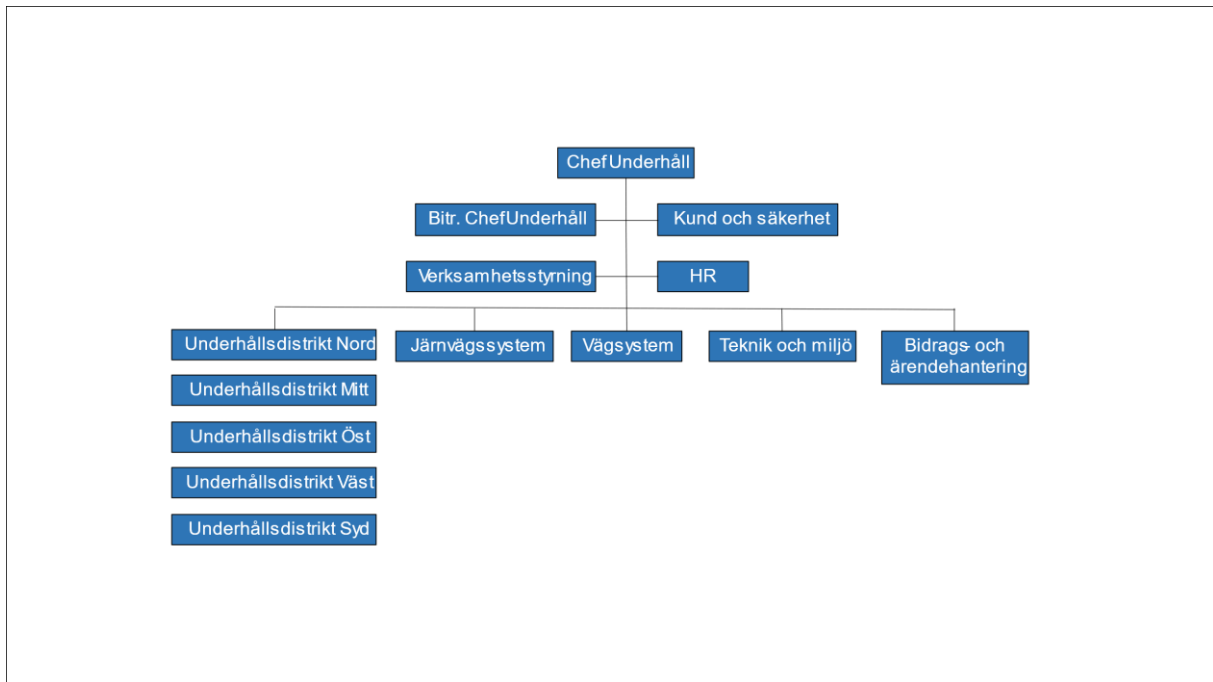 Chef Underhåll
Bitr. Chef Underhåll
Kund och säkerhet
Verksamhetsstyrning
HR
Underhållsdistrikt Nord
Järnvägssystem
Vägsystem
Teknik och miljö
Bidrags- och
ärendehantering
Underhållsdistrikt Mitt
Underhållsdistrikt Öst
Underhållsdistrikt Väst
Underhållsdistrikt Syd